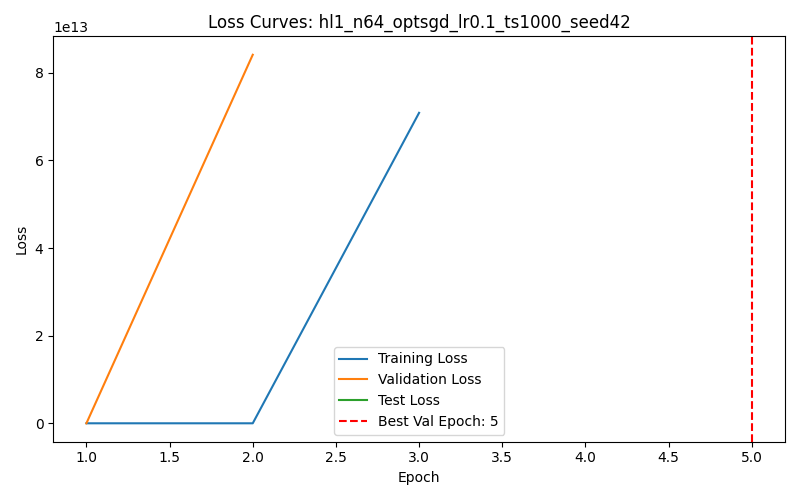 Loss Curves: hl1_n64_optsgd_lr0.1_ts1000_seed42
1e13
8
6
4
2
0
Loss
Training Loss
Validation Loss
Test Loss
Best Val Epoch: 5
1.0 1.5 2.0 2.5 3.0 3.5 4.0 4.5 5.0
Epoch